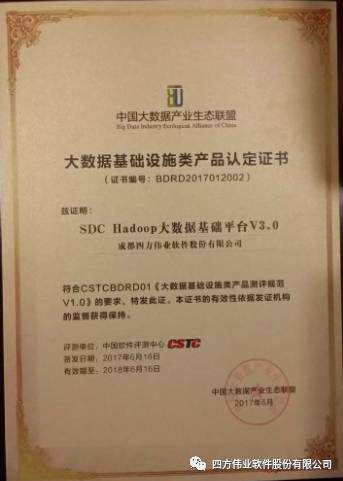 中国大数据产业生态联盟
Big Data Industry Ecological Alliance of China
大数据基础设施类产品认定证书
(证书编号：BDRD2017012002)
兹证明：
SDC Hadoop大数据基础平台V3.0
成都四方伟业软件股份有限公司
符合CSTCBDRD01《大数据基础设施类产品测评规范
V1.0》的要求，特发此证。本证书的有效性依据发证机构
的监督获得保持。
评测单位：中国软件评测中心 CSTC
签发日期：2017年6月16日
有效期至：2018年6月16日
大数据产业生态联盟
2017年6月
四方伟业软件股份有限公司